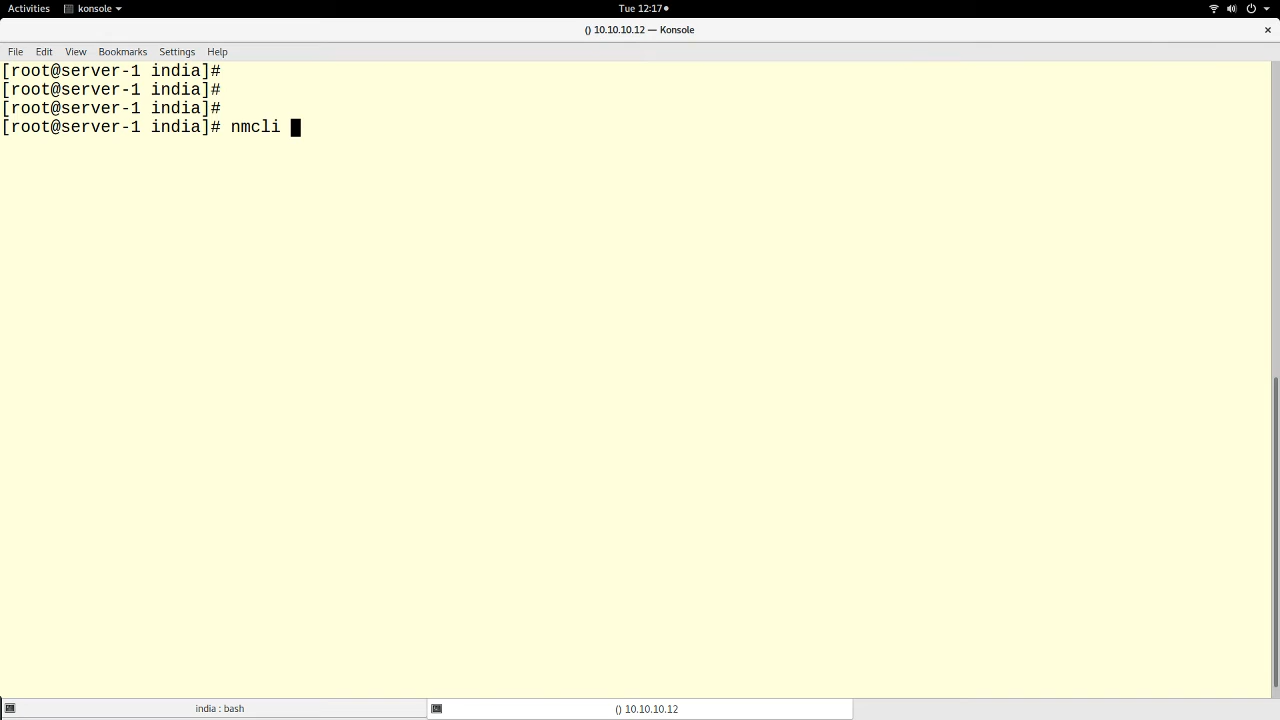 Activities konsole Tue 12:17
() 10.10.10.12 — Konsole
File Edit View Bookmarks Settings Help
[root@server-1 india]#
[root@server-1 india]#
[root@server-1 india]#
[root@server-1 india]# nmcli
india : bash () 10.10.10.12